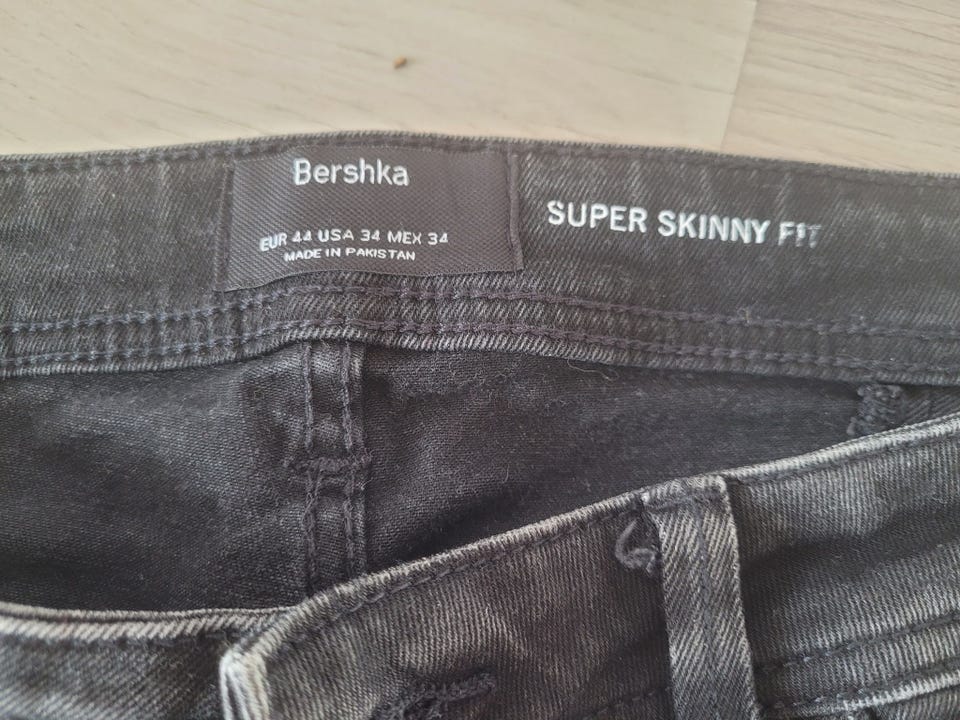 Bershka
EUR 44 USA 34 MEX 34
MADE IN PAKISTAN
SUPER SKINNY FIT